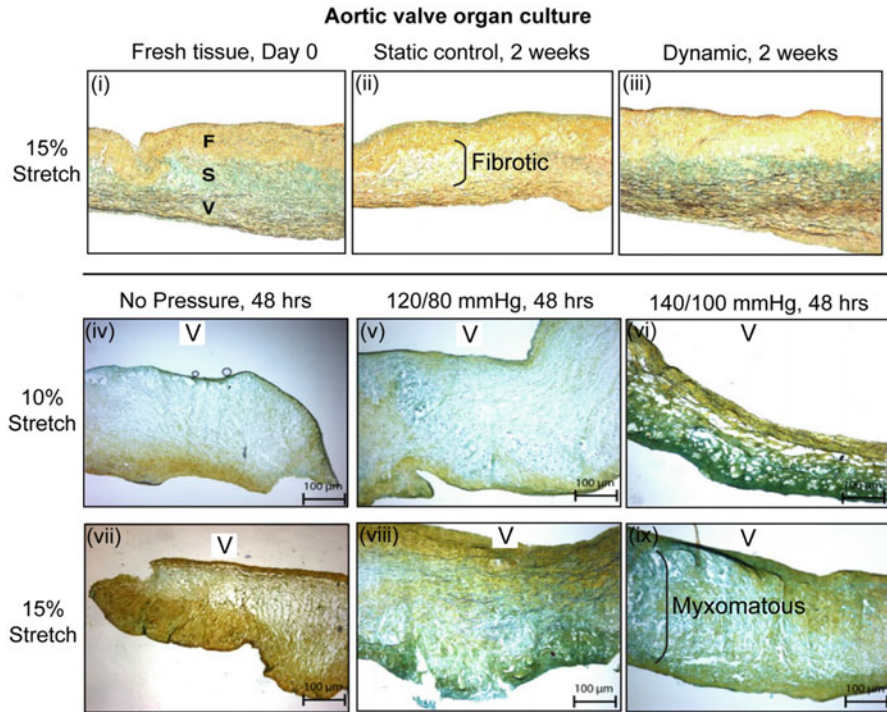 Aortic valve organ culture
Fresh tissue, Day 0
Static control, 2 weeks
Dynamic, 2 weeks
15%
Stretch
(i)
F
S
V
(ii)
Fibrotic
(iii)
No Pressure, 48 hrs
120/80 mmHg, 48 hrs
140/100 mmHg, 48 hrs
10%
Stretch
(iv)
V
100 µm
(v)
V
100 µm
(vi)
V
100 µm
15%
Stretch
(vii)
V
100 µm
(viii)
V
100 µm
(ix)
V
Myxomatous
100 µm